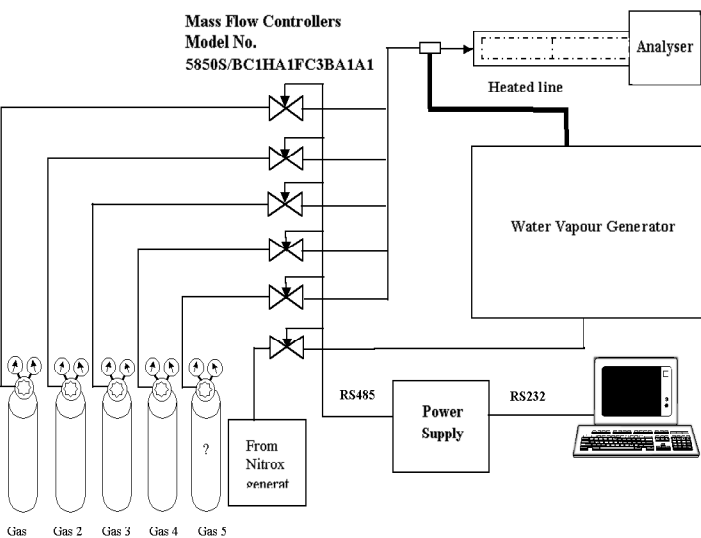 Mass Flow Controllers
Model No.
5850S/BC1HA1FC3BA1A1
Analyser
Heated line
Water Vapour Generator
RS485
Power
Supply
RS232
?
From
Nitrox
generat
Gas
Gas 2
Gas 3
Gas 4
Gas 5